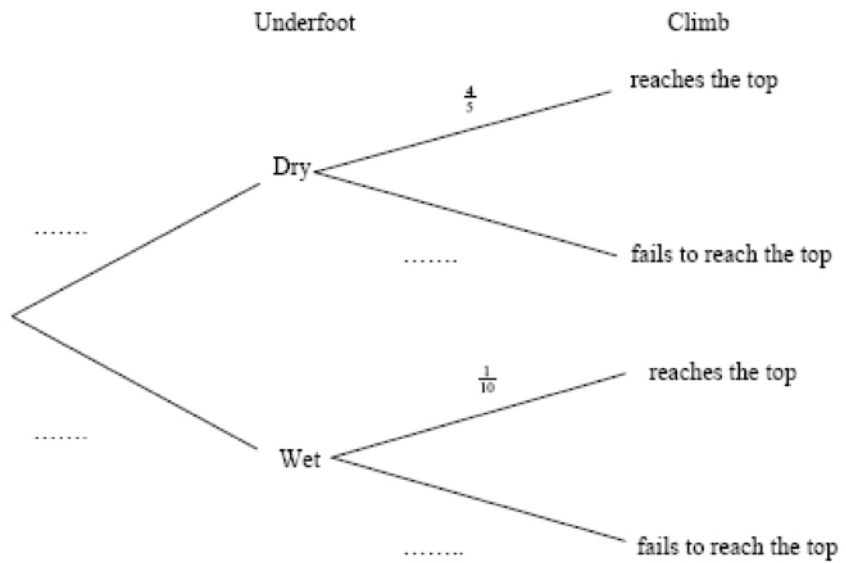 Underfoot Climb
reaches the top
4/5
Dry
.......
fails to reach the top
.......
reaches the top
1/10
.......
Wet
fails to reach the top
........